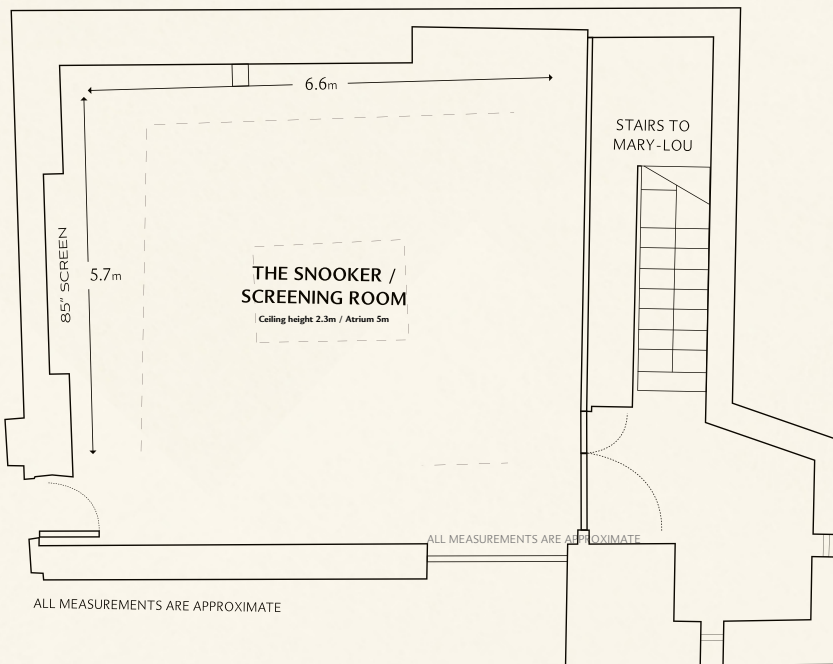 6.6m
STAIRS TO
MARY-LOU
85" SCREEN
5.7m
THE SNOOKER /
SCREENING ROOM
Ceiling height 2.3m / Atrium 5m
ALL MEASUREMENTS ARE APPROXIMATE
ALL MEASUREMENTS ARE APPROXIMATE